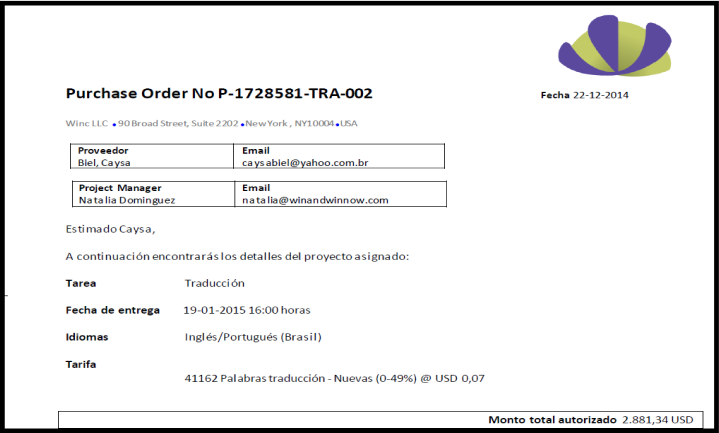 Purchase Order No P-1728581-TRA-002
Fecha 22-12-2014
Winc LLC • 90 Broad Street, Suite 2202 • New York , NY10004 • USA
Proveedor Email
Biel, Caysa caysabiel@yahoo.com.br
Project Manager Email
Natalia Dominguez natalia@winandwinnow.com
Estimado Caysa,
A continuación encontrarás los detalles del proyecto asignado:
Tarea Traducción
Fecha de entrega 19-01-2015 16:00 horas
Idiomas Inglés/Portugués (Brasil)
Tarifa
41162 Palabras traducción - Nuevas (0-49%) @ USD 0,07
Monto total autorizado 2.881,34 USD